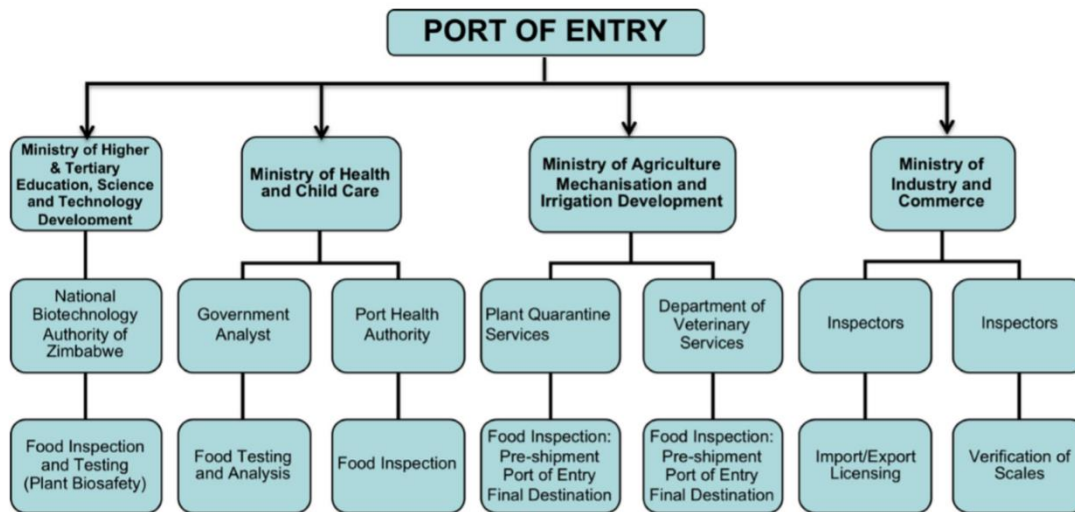 PORT OF ENTRY
Ministry of Higher
& Tertiary
Education, Science
and Technology
Development
Ministry of Health
and Child Care
Ministry of Agriculture
Mechanisation and
Irrigation Development
Ministry of
Industry and
Commerce
National
Biotechnology
Authority of
Zimbabwe
Government
Analyst
Port Health
Authority
Plant Quarantine
Services
Department of
Veterinary
Services
Inspectors
Inspectors
Food Inspection
and Testing
(Plant Biosafety)
Food Testing
and Analysis
Food Inspection
Food Inspection:
Pre-shipment
Port of Entry
Final Destination
Food Inspection:
Pre-shipment
Port of Entry
Final Destination
Import/Export
Licensing
Verification of
Scales